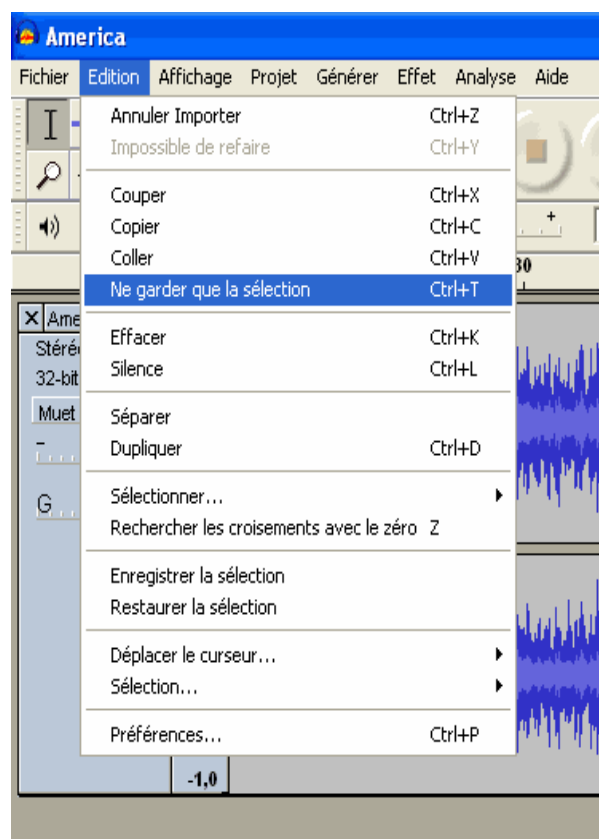 America
Fichier Edition Affichage Projet Générer Effet Analyse Aide
Annuler Importer Ctrl+Z
Impossible de refaire Ctrl+Y
Couper Ctrl+X
Copier Ctrl+C
Coller Ctrl+V
Ne garder que la sélection Ctrl+T
Effacer Ctrl+K
Silence Ctrl+L
Séparer
Dupliquer Ctrl+D
Sélectionner...
Rechercher les croisements avec le zéro Z
Enregistrer la sélection
Restaurer la sélection
Déplacer le curseur...
Sélection...
Préférences... Ctrl+P
X Ame
Stéré
32-bit
Muet
- +
G
30
-1,0